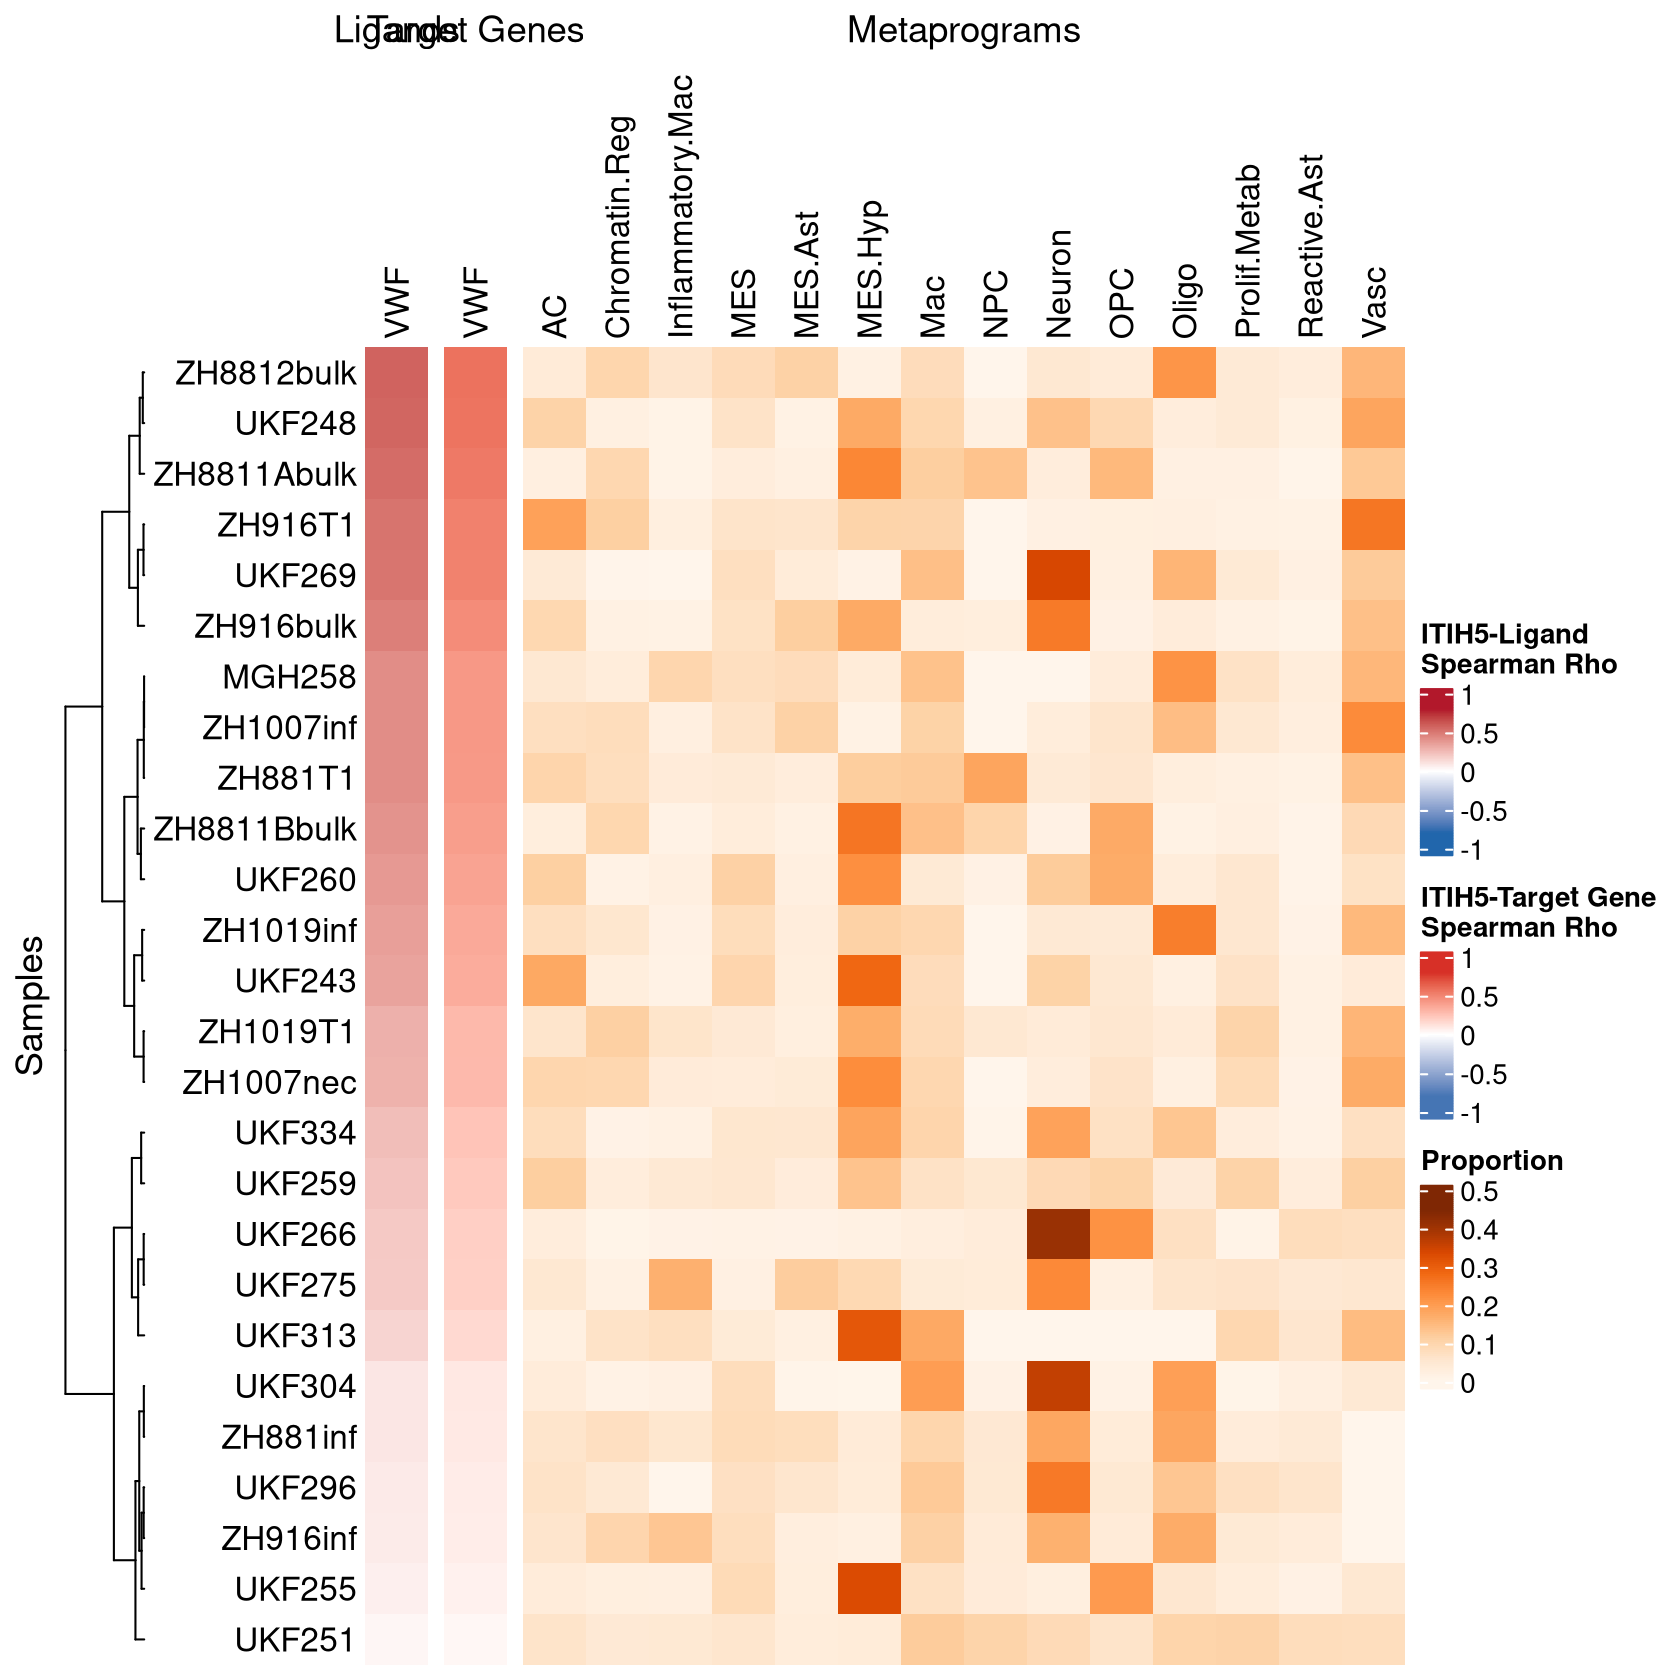 Ligands Target Genes Metaprograms
VWF VWF AC Chromatin.Reg Inflammatory.Mac MES MES.Ast MES.Hyp Mac NPC Neuron OPC Oligo Prolif.Metab Reactive.Ast Vasc
Samples
ZH8812bulk
UKF248
ZH8811Abulk
ZH916T1
UKF269
ZH916bulk
MGH258
ZH1007inf
ZH881T1
ZH8811Bbulk
UKF260
ZH1019inf
UKF243
ZH1019T1
ZH1007nec
UKF334
UKF259
UKF266
UKF275
UKF313
UKF304
ZH881inf
UKF296
ZH916inf
UKF255
UKF251
ITIH5-Ligand
Spearman Rho
1
0.5
0
-0.5
-1
ITIH5-Target Gene
Spearman Rho
1
0.5
0
-0.5
-1
Proportion
0.5
0.4
0.3
0.2
0.1
0